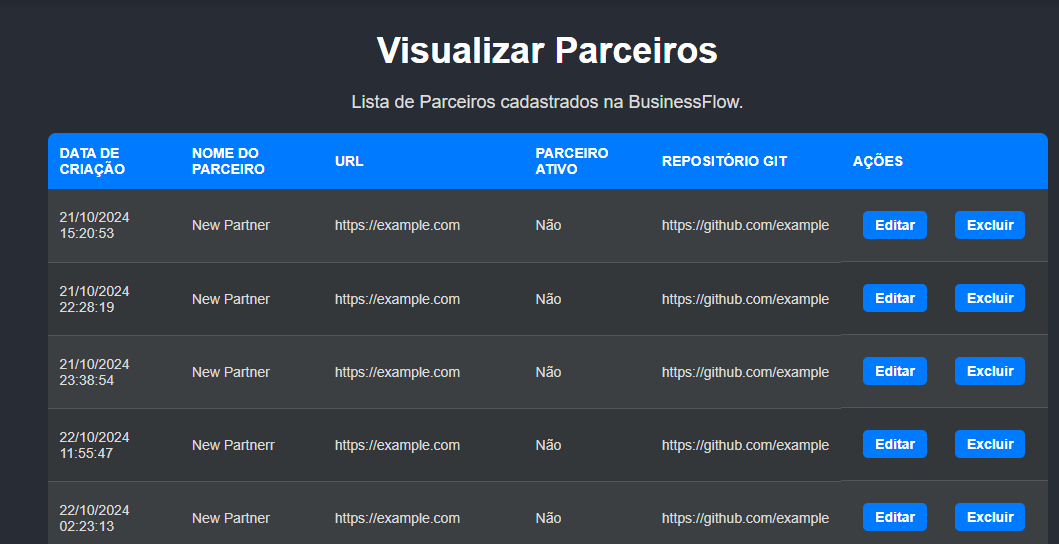 Visualizar Parceiros
Lista de Parceiros cadastrados na BusinessFlow.
DATA DE CRIAÇÃO NOME DO PARCEIRO URL PARCEIRO ATIVO REPOSITÓRIO GIT AÇÕES
21/10/2024 15:20:53 New Partner https://example.com Não https://github.com/example Editar Excluir
21/10/2024 22:28:19 New Partner https://example.com Não https://github.com/example Editar Excluir
21/10/2024 23:38:54 New Partner https://example.com Não https://github.com/example Editar Excluir
22/10/2024 11:55:47 New Partnerr https://example.com Não https://github.com/example Editar Excluir
22/10/2024 02:23:13 New Partner https://example.com Não https://github.com/example Editar Excluir